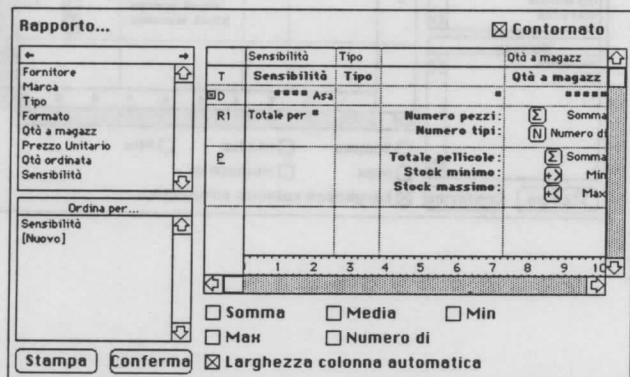 Rapporto...
Contornato
Fornitore
Marca
Tipo
Formato
Qtà a magazz
Prezzo Unitario
Qtà ordinata
Sensibilità
Ordina per...
Sensibilità
[Nuovo]
Stampa Conferma
Sensibilità Tipo Qtà a magazz
T Sensibilità Tipo Qtà a magazz
D Asa
R1 Totale per Numero pezzi: Σ Somma
Numero tipi: N Numero di
P Totale pellicole: Σ Somma
Stock minimo: Min
Stock massimo: Max
1 2 3 4 5 6 7 8 9 10
Somma Media Min
Max Numero di
Larghezza colonna automatica